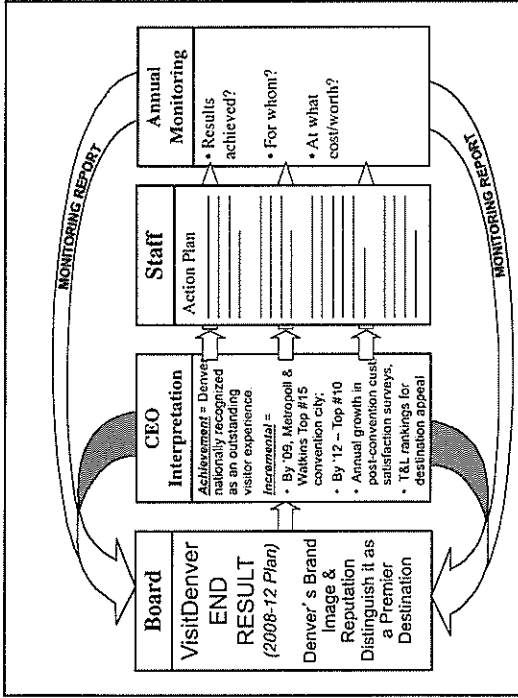 MONITORING REPORT
Board
VisitDenver
END
RESULT
(2008-12 Plan)
Denver's Brand
Image &
Reputation
Distinguish it as
a Premier
Destination
CEO
Interpretation
Achievement = Denver
nationally recognized
as an outstanding
visitor experience.
Incremental =
• By '09, Metropoll &
Watkins Top #15
convention city;
• By '12 – Top #10
• Annual growth in
post-convention cust
satisfaction surveys,
• T&L rankings for
destination appeal
Staff
Action Plan
Annual
Monitoring
• Results
achieved?
• For whom?
• At what
cost/worth?
MONITORING REPORT